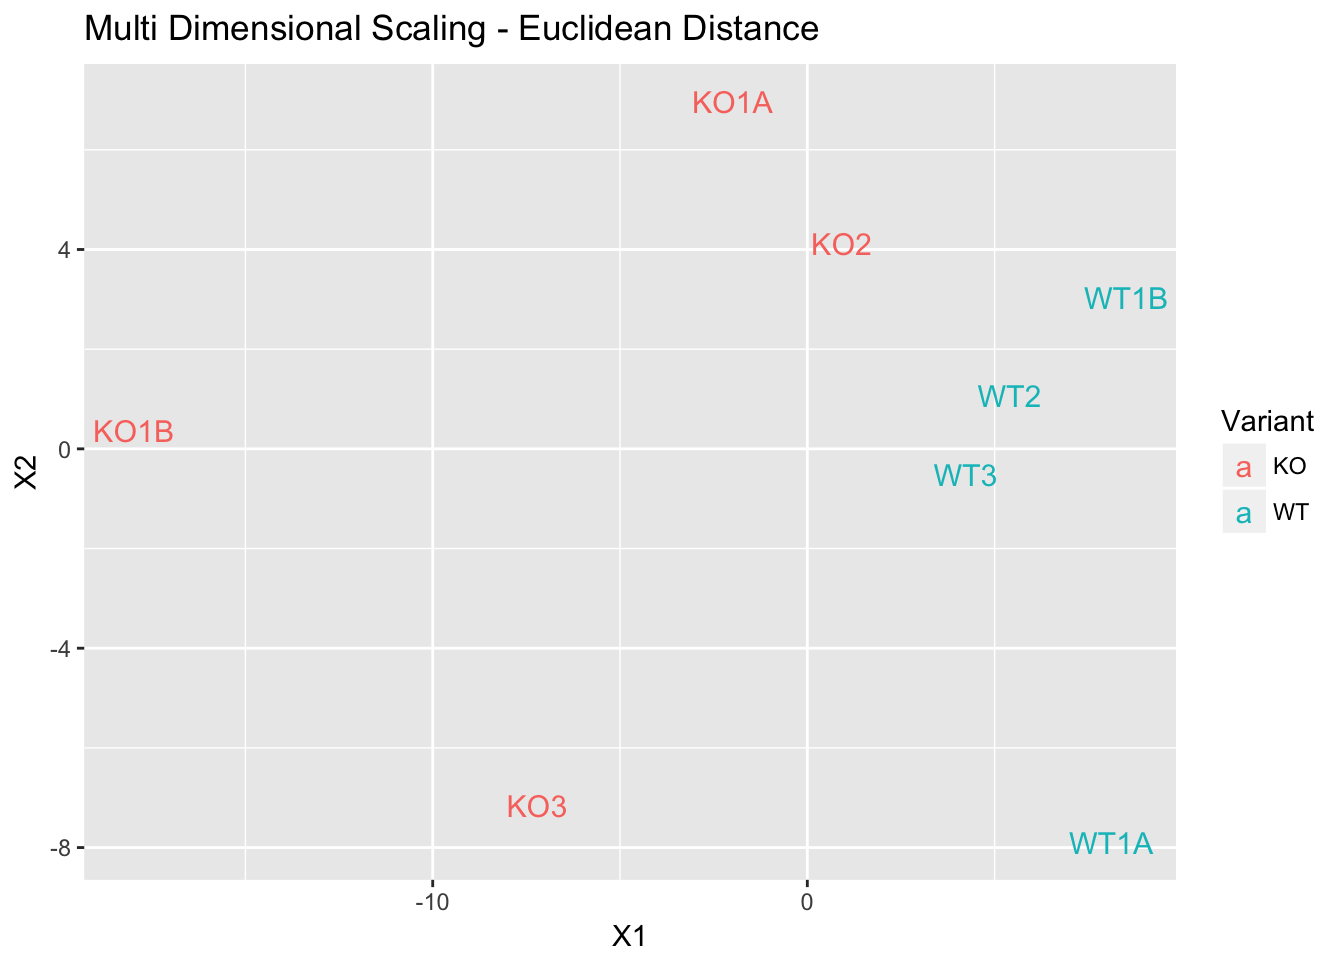 Multi Dimensional Scaling - Euclidean Distance
KO1A
4
KO2
WT1B
WT2
Variant
KO1B
0
X2
WT3
a KO
a WT
-4
KO3
-8
WT1A
-10
0
X1